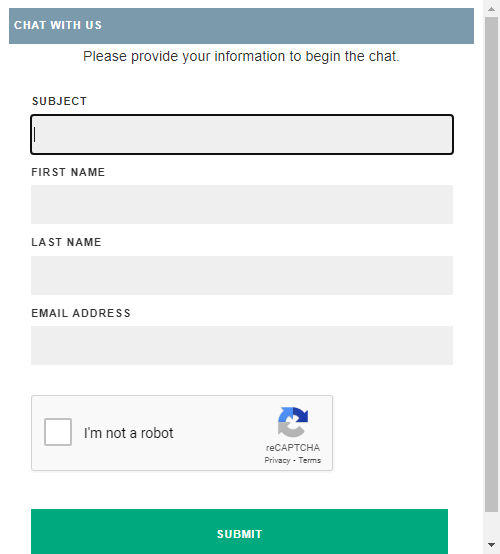 CHAT WITH US
Please provide your information to begin the chat.
SUBJECT
FIRST NAME
LAST NAME
EMAIL ADDRESS
I'm not a robot
reCAPTCHA
Privacy - Terms
SUBMIT